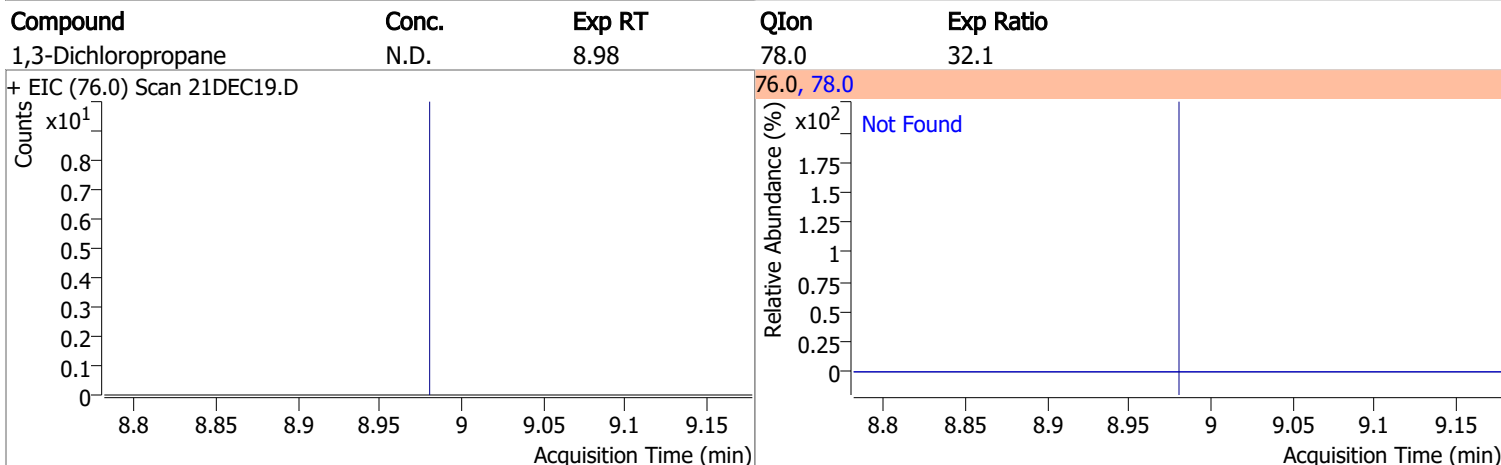 Compound Conc. Exp RT QIon Exp Ratio
1,3-Dichloropropane N.D. 8.98 78.0 32.1
+ EIC (76.0) Scan 21DEC19.D
Counts
x10¹
0.8
0.7
0.6
0.5
0.4
0.3
0.2
0.1
0
8.8 8.85 8.9 8.95 9 9.05 9.1 9.15
Acquisition Time (min)
76.0, 78.0
Relative Abundance (%)
x10²
Not Found
1.75
1.5
1.25
1
0.75
0.5
0.25
0
8.8 8.85 8.9 8.95 9 9.05 9.1 9.15
Acquisition Time (min)